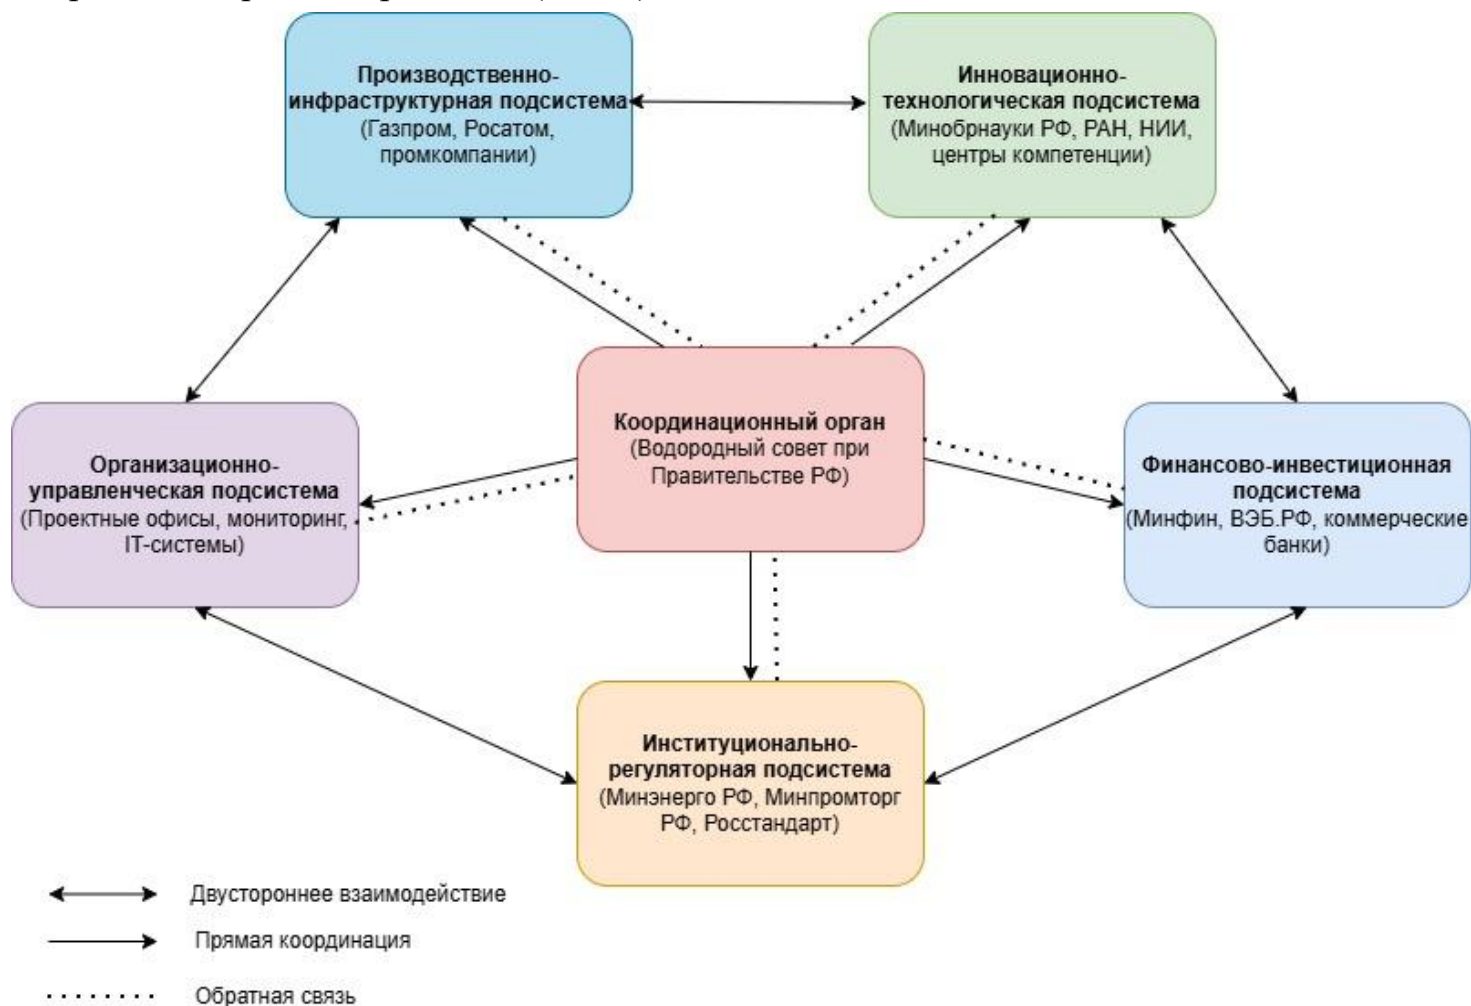 Производственно-
инфраструктурная подсистема
(Газпром, Росатом,
промкомпании)
Инновационно-
технологическая подсистема
(Минобрнауки РФ, РАН, НИИ,
центры компетенции)
Координационный орган
(Водородный совет при
Правительстве РФ)
Организационно-
управленческая подсистема
(Проектные офисы, мониторинг,
IT-системы)
Финансово-инвестиционная
подсистема
(Минфин, ВЭБ.РФ, коммерческие
банки)
Институционально-
регуляторная подсистема
(Минэнерго РФ, Минпромторг
РФ, Росстандарт)
Двустороннее взаимодействие
Прямая координация
Обратная связь